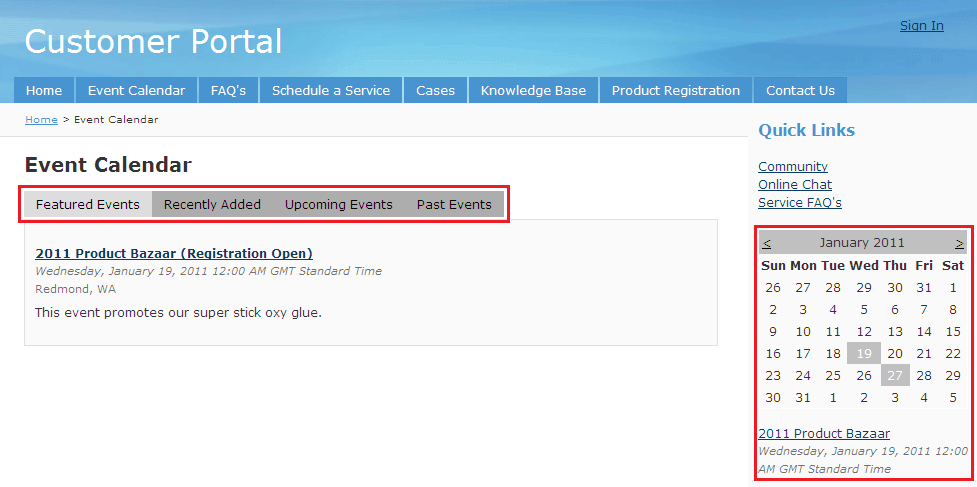 Customer Portal
Sign In
Home Event Calendar FAQ's Schedule a Service Cases Knowledge Base Product Registration Contact Us
Home > Event Calendar
Event Calendar
Featured Events Recently Added Upcoming Events Past Events
2011 Product Bazaar (Registration Open)
Wednesday, January 19, 2011 12:00 AM GMT Standard Time
Redmond, WA
This event promotes our super stick oxy glue.
Quick Links
Community
Online Chat
Service FAQ's
< January 2011 >
Sun Mon Tue Wed Thu Fri Sat
26 27 28 29 30 31 1
2 3 4 5 6 7 8
9 10 11 12 13 14 15
16 17 18 19 20 21 22
23 24 25 26 27 28 29
30 31 1 2 3 4 5
2011 Product Bazaar
Wednesday, January 19, 2011 12:00
AM GMT Standard Time